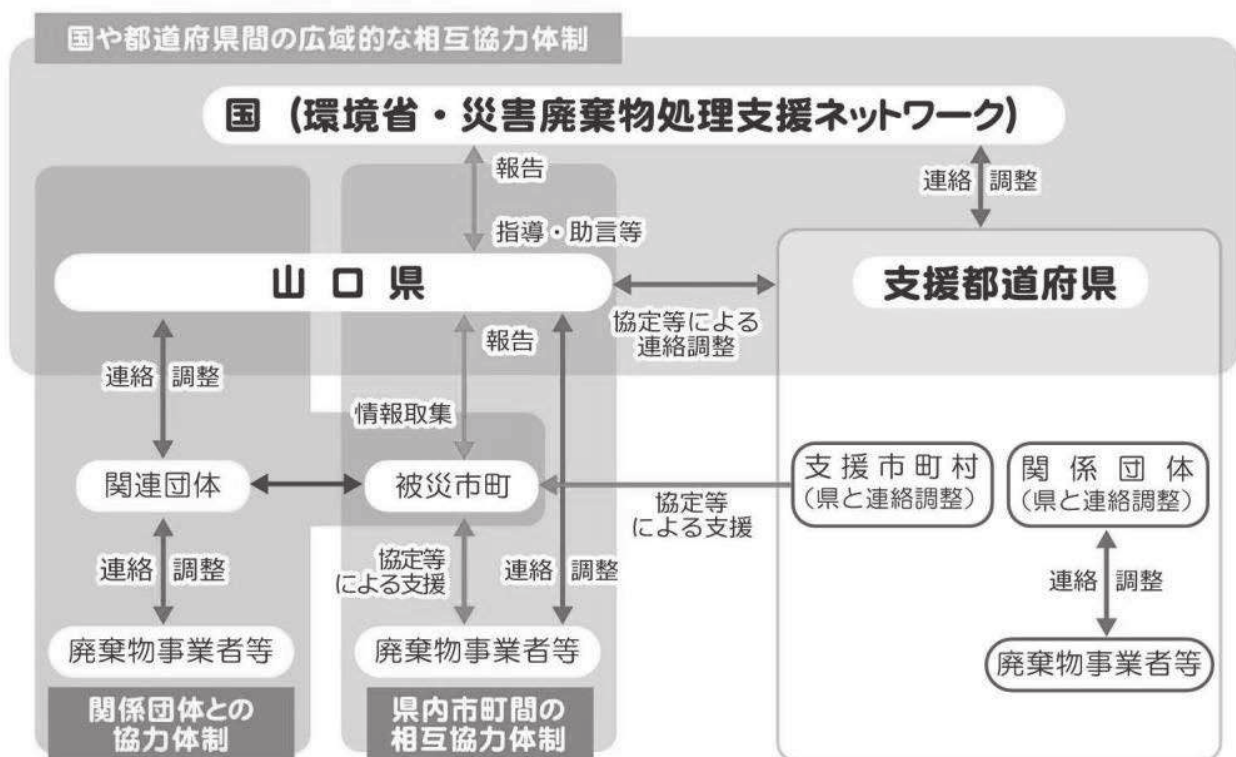 国や都道府県間の広域的な相互協力体制
国（環境省・災害廃棄物処理支援ネットワーク）
報告
指導・助言等
連絡 調整
山口県
支援都道府県
協定等による
連絡調整
連絡 調整
報告
情報取集
関連団体
被災市町
支援市町村
（県と連絡調整）
関係団体
（県と連絡調整）
協定等
による支援
連絡 調整
協定等
による支援
連絡 調整
連絡 調整
廃棄物事業者等
廃棄物事業者等
廃棄物事業者等
関係団体との
協力体制
県内市町間の
相互協力体制